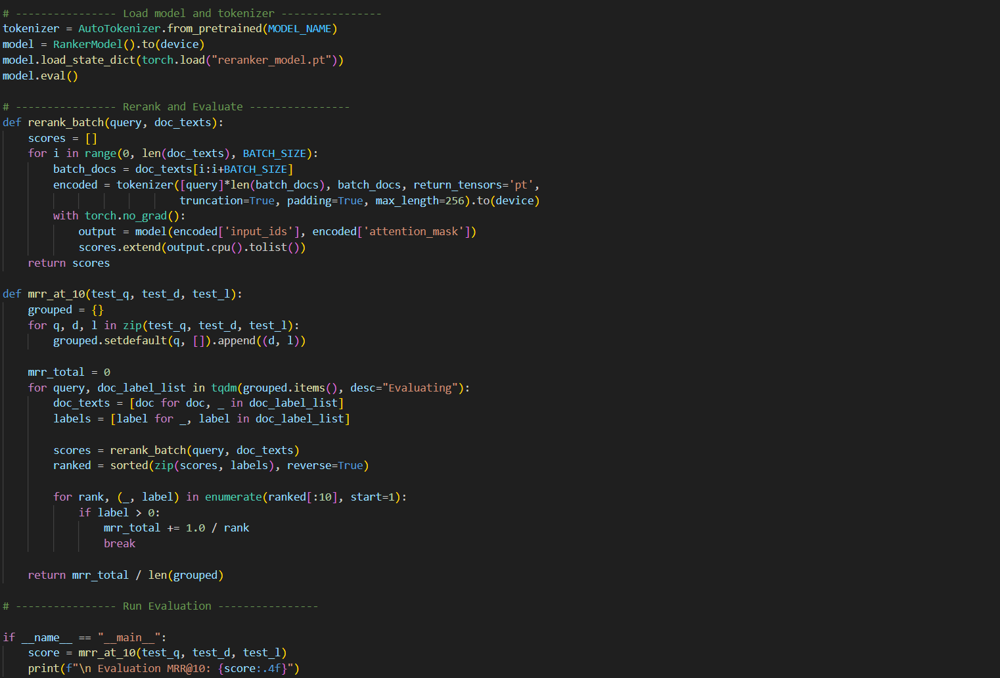 # ---------------- Load model and tokenizer ----------------
tokenizer = AutoTokenizer.from_pretrained(MODEL_NAME)
model = RankerModel().to(device)
model.load_state_dict(torch.load("reranker_model.pt"))
model.eval()

# ---------------- Rerank and Evaluate ----------------
def rerank_batch(query, doc_texts):
    scores = []
    for i in range(0, len(doc_texts), BATCH_SIZE):
        batch_docs = doc_texts[i:i+BATCH_SIZE]
        encoded = tokenizer([query]*len(batch_docs), batch_docs, return_tensors='pt',
                            truncation=True, padding=True, max_length=256).to(device)
        with torch.no_grad():
            output = model(encoded['input_ids'], encoded['attention_mask'])
            scores.extend(output.cpu().tolist())
    return scores

def mrr_at_10(test_q, test_d, test_l):
    grouped = {}
    for q, d, l in zip(test_q, test_d, test_l):
        grouped.setdefault(q, []).append((d, l))

    mrr_total = 0
    for query, doc_label_list in tqdm(grouped.items(), desc="Evaluating"):
        doc_texts = [doc for doc, _ in doc_label_list]
        labels = [label for _, label in doc_label_list]

        scores = rerank_batch(query, doc_texts)
        ranked = sorted(zip(scores, labels), reverse=True)

        for rank, (_, label) in enumerate(ranked[:10], start=1):
            if label > 0:
                mrr_total += 1.0 / rank
                break

    return mrr_total / len(grouped)

# ---------------- Run Evaluation ----------------

if __name__ == "__main__":
    score = mrr_at_10(test_q, test_d, test_l)
    print(f"\n Evaluation MRR@10: {score:.4f}")